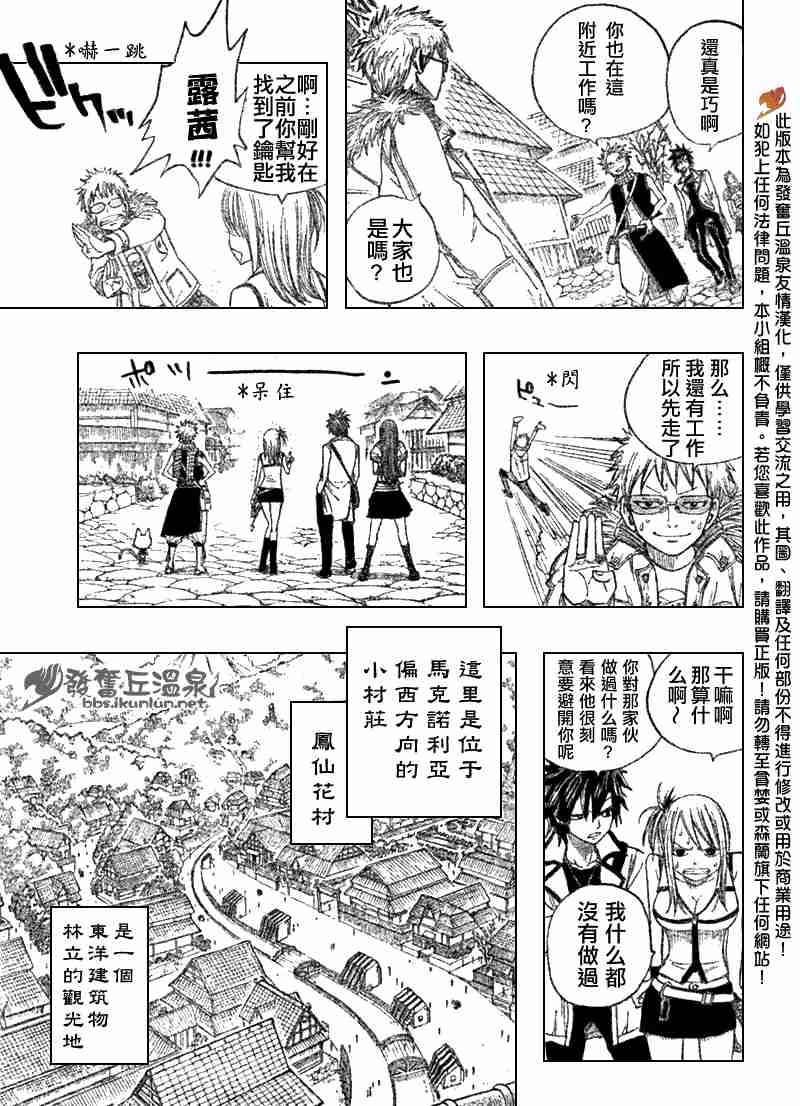 還真是巧啊
你也在這
附近工作嗎？
大家也
是嗎？
啊…剛好在
之前你幫我
找到了鑰匙
露茜!!!
*嚇一跳
ビクッ
那么……
我還有工作
所以先走了
*閃
ピュー
*呆住
ポツーン
干嘛啊
那算什
么啊～
你對那家伙
做過什么嗎？
看來他很刻
意要避開你呢
我什么都
沒有做過
這里是位于
馬克諾利亞
偏西方向的
小村莊
鳳仙花村
是一個
東洋建筑物
林立的觀光地
發奮丘溫泉
bbs.ikunlun.net
此版本為發奮丘溫泉友情漢化，僅供學習交流之用，其圖、翻譯及任何部份不得進行修改或用於商業用途！
如犯上任何法律問題，本小組概不負責。若您喜歡此作品，請購買正版！請勿轉至貪婪或森蘭旗下任何網站！